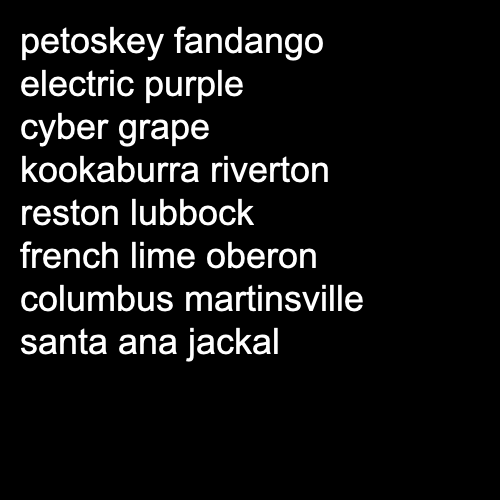 petoskey fandango
electric purple
cyber grape
kookaburra riverton
reston lubbock
french lime oberon
columbus martinsville
santa ana jackal